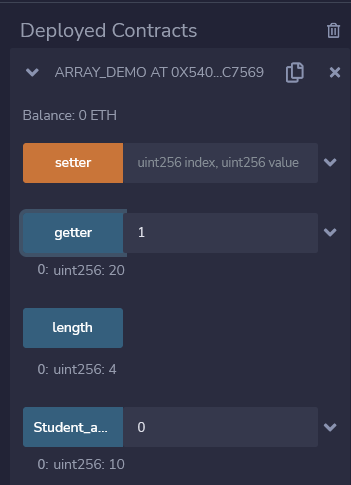 Deployed Contracts
ARRAY_DEMO AT 0X540...C7569
Balance: 0 ETH
setter uint256 index, uint256 value
getter 1
0: uint256: 20
length
0: uint256: 4
Student_a... 0
0: uint256: 10